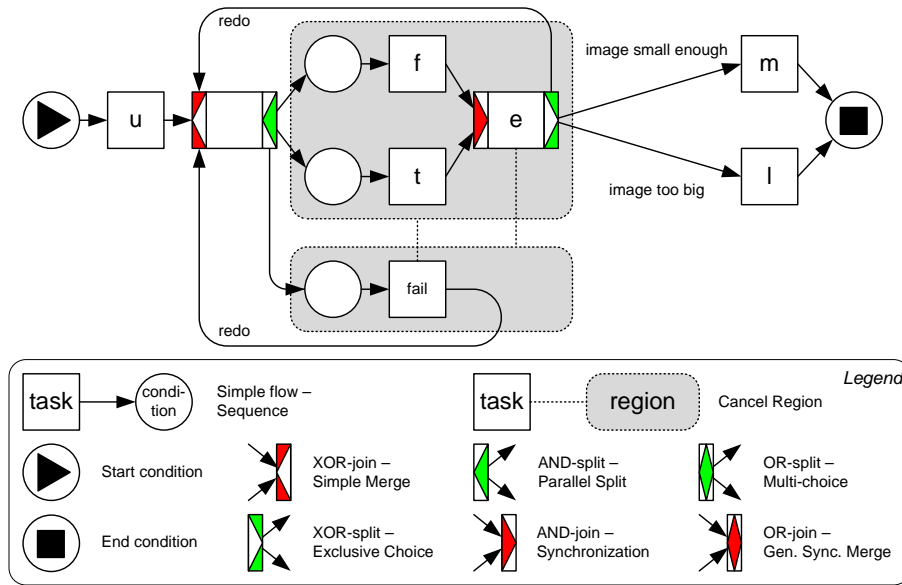 redo
image small enough
u
f
e
m
t
l
image too big
fail
redo
Legend
task
condi-
tion
Simple flow –
Sequence
task
region
Cancel Region
Start condition
XOR-join –
Simple Merge
AND-split –
Parallel Split
OR-split –
Multi-choice
End condition
XOR-split –
Exclusive Choice
AND-join –
Synchronization
OR-join –
Gen. Sync. Merge